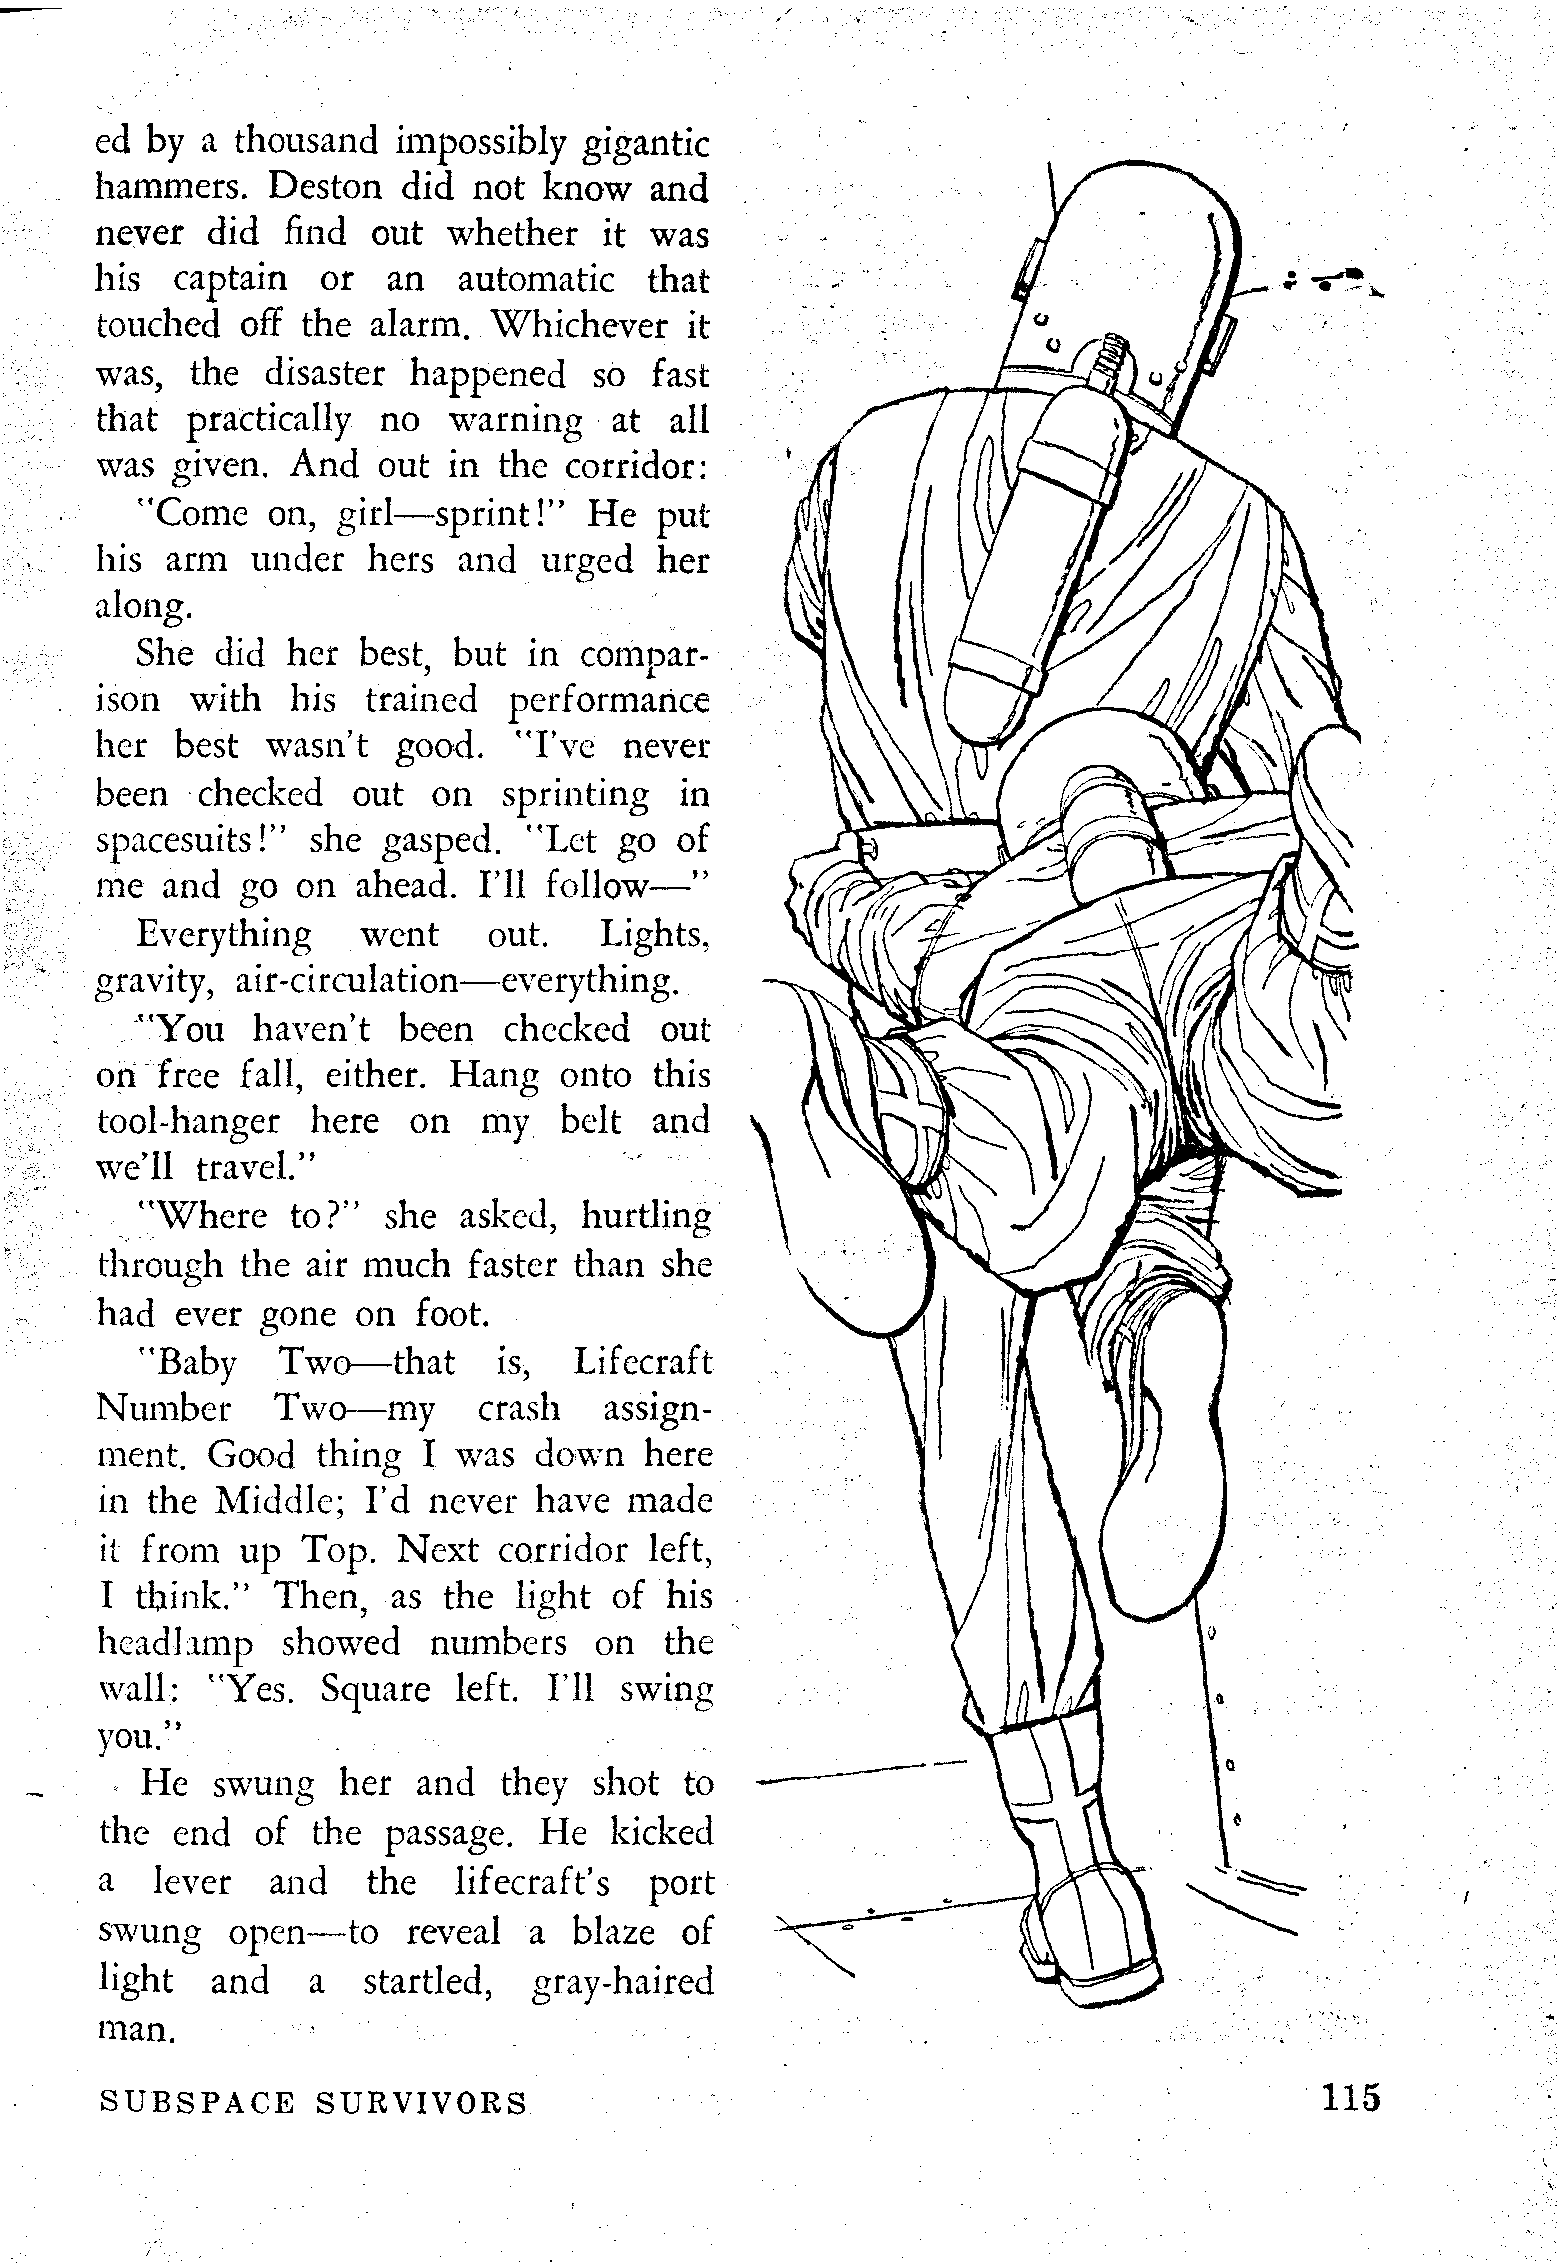 ed by a thousand impossibly gigantic
hammers. Deston did not know and
never did find out whether it was
his captain or an automatic that
touched off the alarm. Whichever it
was, the disaster happened so fast
that practically no warning at all
was given. And out in the corridor:
"Come on, girl—sprint!" He put
his arm under hers and urged her
along.
She did her best, but in compar-
ison with his trained performance
her best wasn't good. "I've never
been checked out on sprinting in
spacesuits!" she gasped. "Let go of
me and go on ahead. I'll follow—"
Everything went out. Lights,
gravity, air-circulation—everything.
"You haven't been checked out
on free fall, either. Hang onto this
tool-hanger here on my belt and
we'll travel."
"Where to?" she asked, hurtling
through the air much faster than she
had ever gone on foot.
"Baby Two—that is, Lifecraft
Number Two—my crash assign-
ment. Good thing I was down here
in the Middle; I'd never have made
it from up Top. Next corridor left,
I think." Then, as the light of his
headlamp showed numbers on the
wall: "Yes. Square left. I'll swing
you."
He swung her and they shot to
the end of the passage. He kicked
a lever and the lifecraft's port
swung open—to reveal a blaze of
light and a startled, gray-haired
man.
SUBSPACE SURVIVORS
115